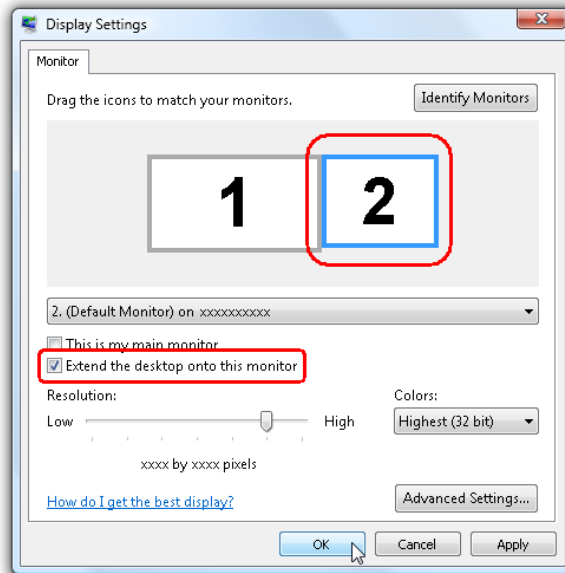 Display Settings
Monitor
Drag the icons to match your monitors.
Identify Monitors
1
2
2. (Default Monitor) on xxxxxxxxxx
This is my main monitor
Extend the desktop onto this monitor
Resolution:
Colors:
Low
High
Highest (32 bit)
xxxx by xxxx pixels
How do I get the best display?
Advanced Settings...
OK
Cancel
Apply